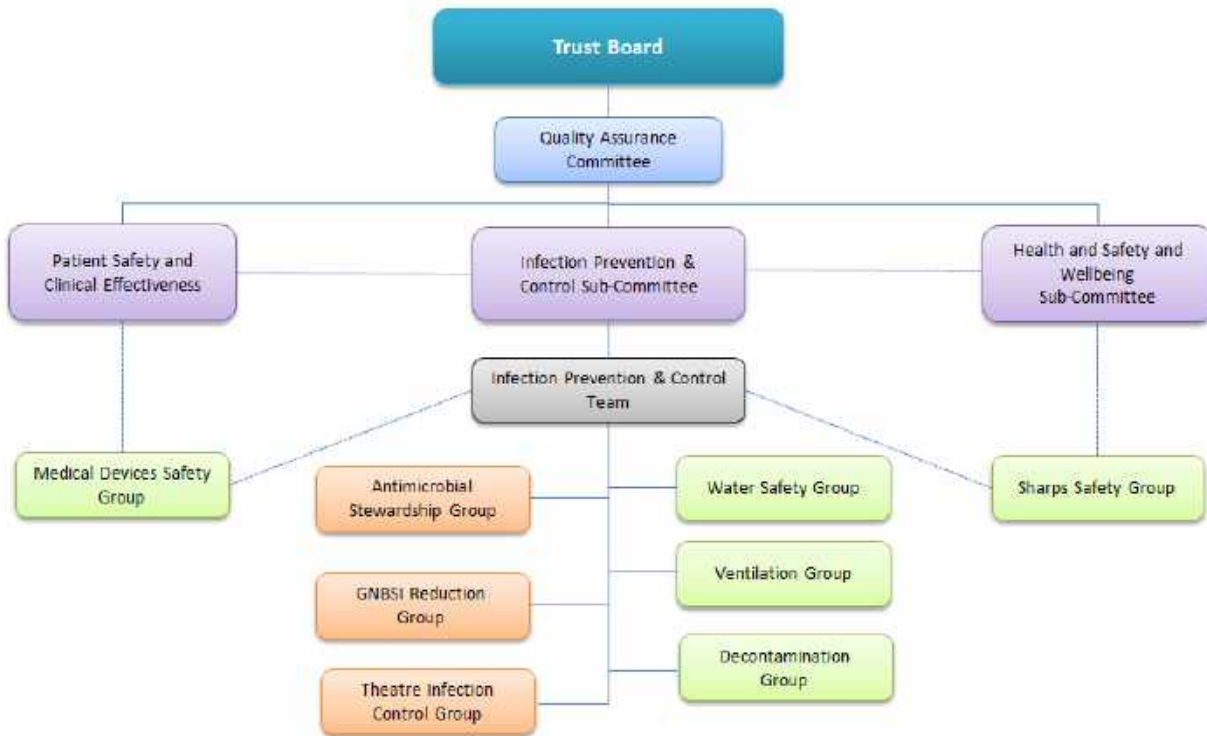 Trust Board
Quality Assurance
Committee
Patient Safety and
Clinical Effectiveness
Infection Prevention &
Control Sub-Committee
Health and Safety and
Wellbeing
Sub-Committee
Infection Prevention & Control
Team
Medical Devices Safety
Group
Antimicrobial
Stewardship Group
Water Safety Group
Sharps Safety Group
GNBSI Reduction
Group
Ventilation Group
Theatre Infection
Control Group
Decontamination
Group